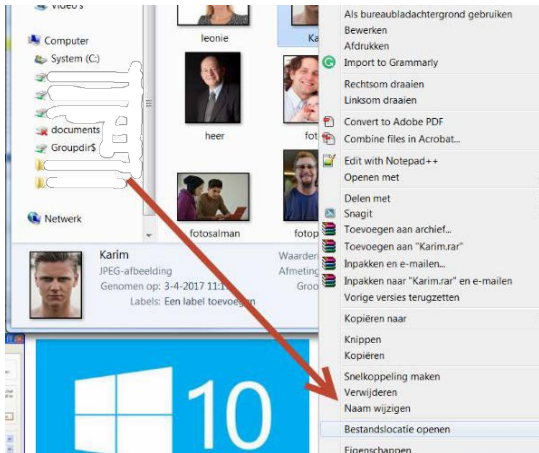 Video's
Computer
System (C:)
documents
Groupdir$
Netwerk
leonie
Ka
heer
fot
fotosalman
fotop
Karim
JPEG-afbeelding
Genomen op: 3-4-2017 11:1
Labels: Een label toevoegen
Waarder
Afmeting
Groo
Als bureaubladachtergrond gebruiken
Bewerken
Afdrukken
Import to Grammarly
Rechtsom draaien
Linksom draaien
Convert to Adobe PDF
Combine files in Acrobat...
Edit with Notepad++
Openen met
Delen met
Snagit
Toevoegen aan archief...
Toevoegen aan "Karim.rar"
Inpakken en e-mailen...
Inpakken naar "Karim.rar" en e-mailen
Vorige versies terugzetten
Kopiëren naar
Knippen
Kopiëren
Snelkoppeling maken
Verwijderen
Naam wijzigen
Bestandslocatie openen
Eigenschappen
10